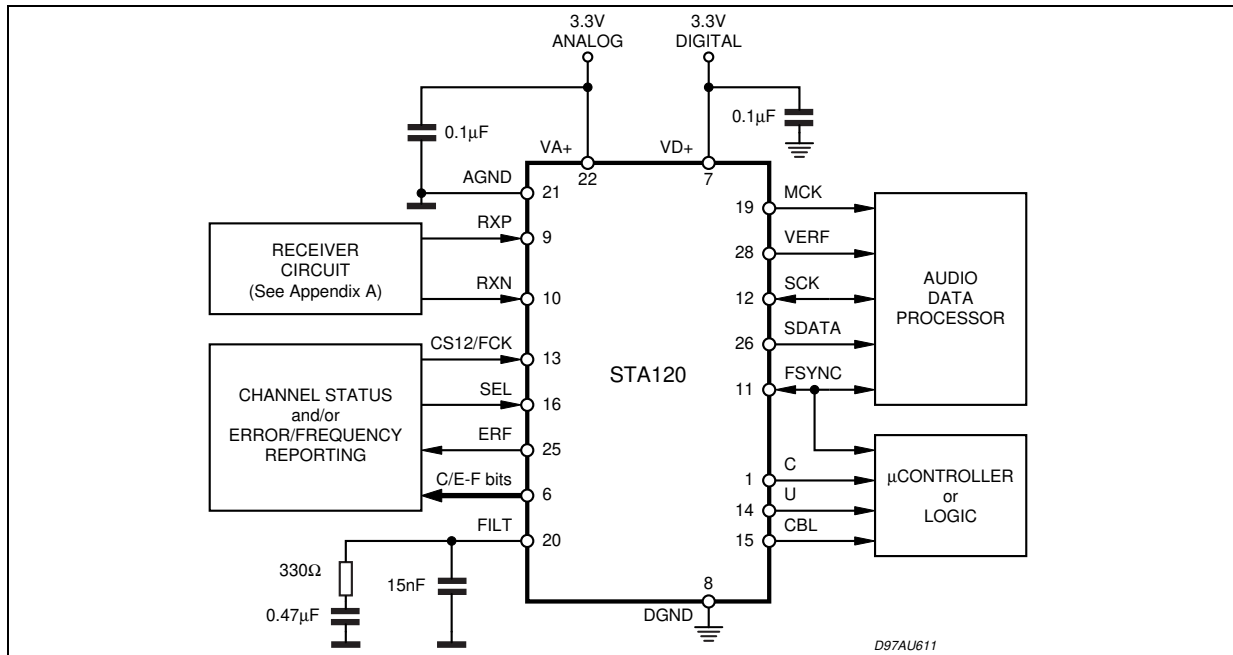 3.3V
ANALOG
3.3V
DIGITAL
0.1μF
0.1μF
VA+
VD+
22
7
AGND
21
RXP
9
RXN
10
RECEIVER
CIRCUIT
(See Appendix A)
CS12/FCK
13
SEL
16
ERF
25
C/E-F bits
6
CHANNEL STATUS
and/or
ERROR/FREQUENCY
REPORTING
FILT
20
330Ω
0.47μF
15nF
STA120
MCK
19
VERF
28
SCK
12
SDATA
26
FSYNC
11
AUDIO
DATA
PROCESSOR
C
1
U
14
CBL
15
μCONTROLLER
or
LOGIC
8
DGND
D97AU611